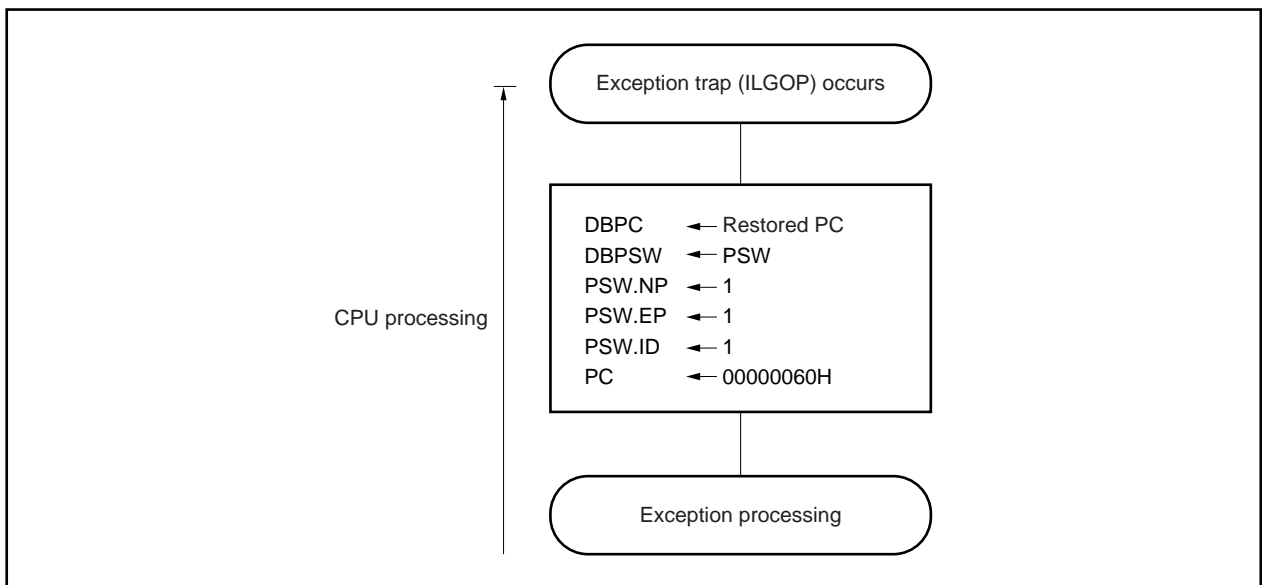 Exception trap (ILGOP) occurs
CPU processing
DBPC ← Restored PC
DBPSW ← PSW
PSW.NP ← 1
PSW.EP ← 1
PSW.ID ← 1
PC ← 00000060H
Exception processing